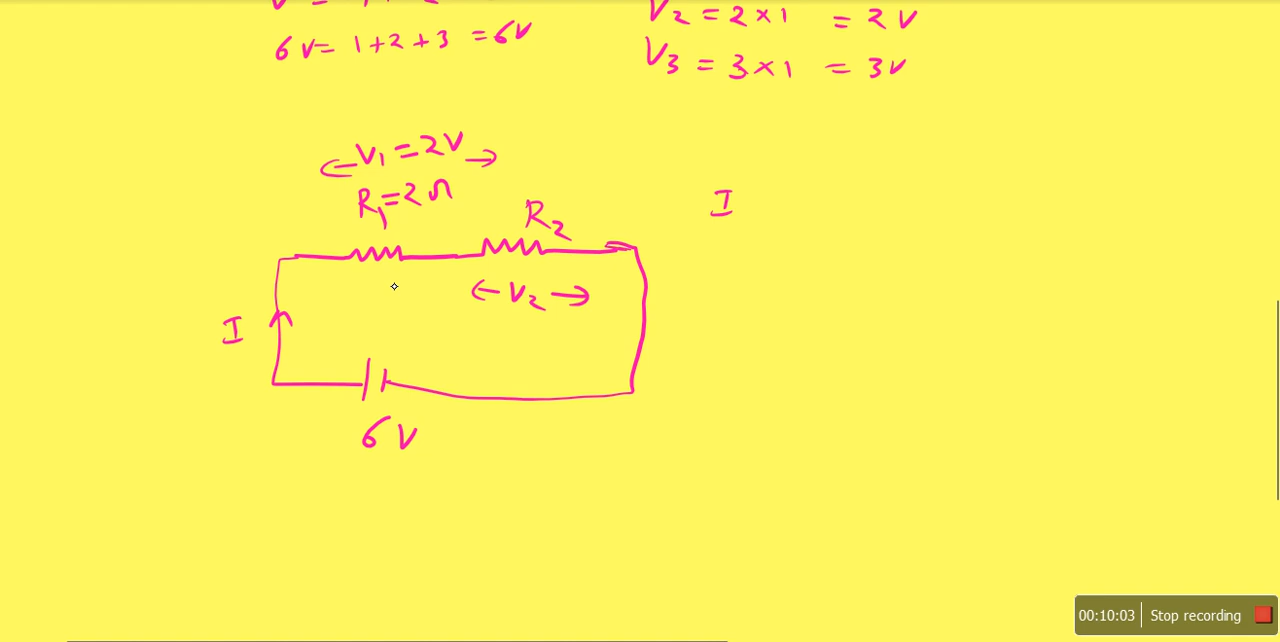 6V= 1+2+3 =6V
V2 = 2×1 = 2V
V3 = 3×1 = 3V
V1=2V
R1=2Ω
R2
I
V2
I
6V
00:10:03 Stop recording